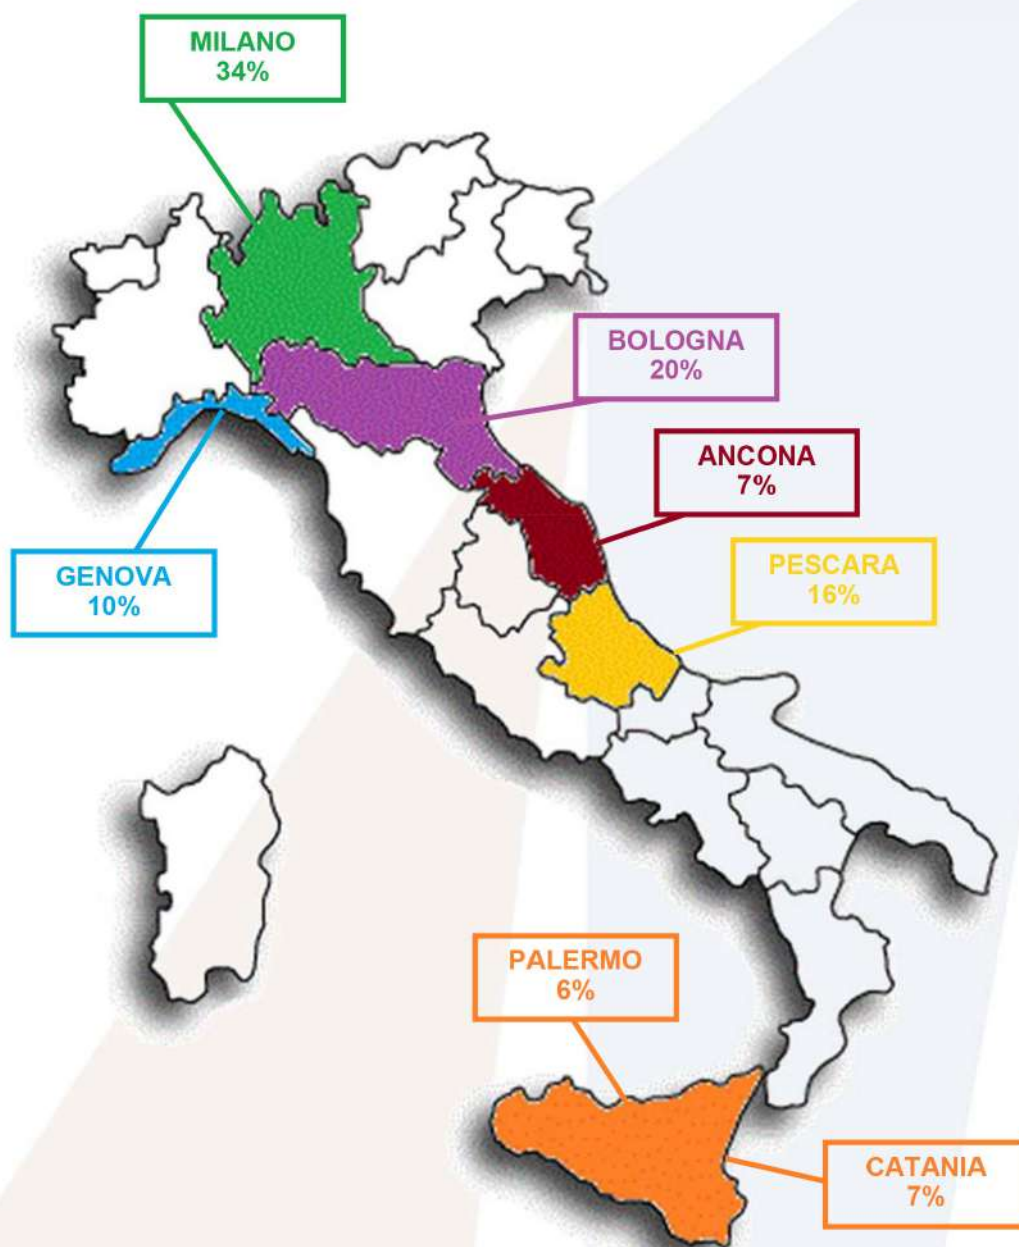 MILANO
34%
BOLOGNA
20%
ANCONA
7%
PESCARA
16%
GENOVA
10%
PALERMO
6%
CATANIA
7%